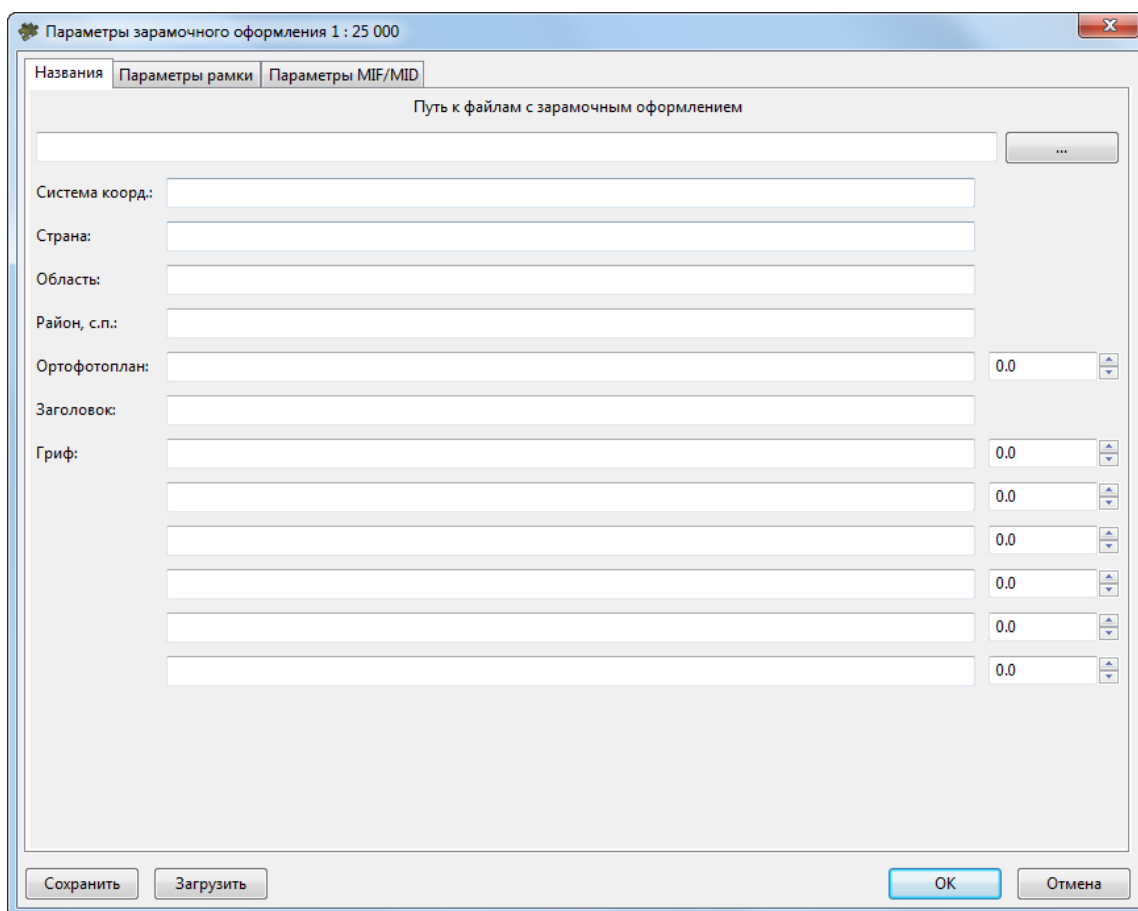 Параметры зарамочного оформления 1 : 25 000
Названия Параметры рамки Параметры MIF/MID
Путь к файлам с зарамочным оформлением
...
Система коорд.:
Страна:
Область:
Район, с.п.:
Ортофотоплан: 0.0
Заголовок:
Гриф: 0.0
0.0
0.0
0.0
0.0
0.0
Сохранить Загрузить OK Отмена